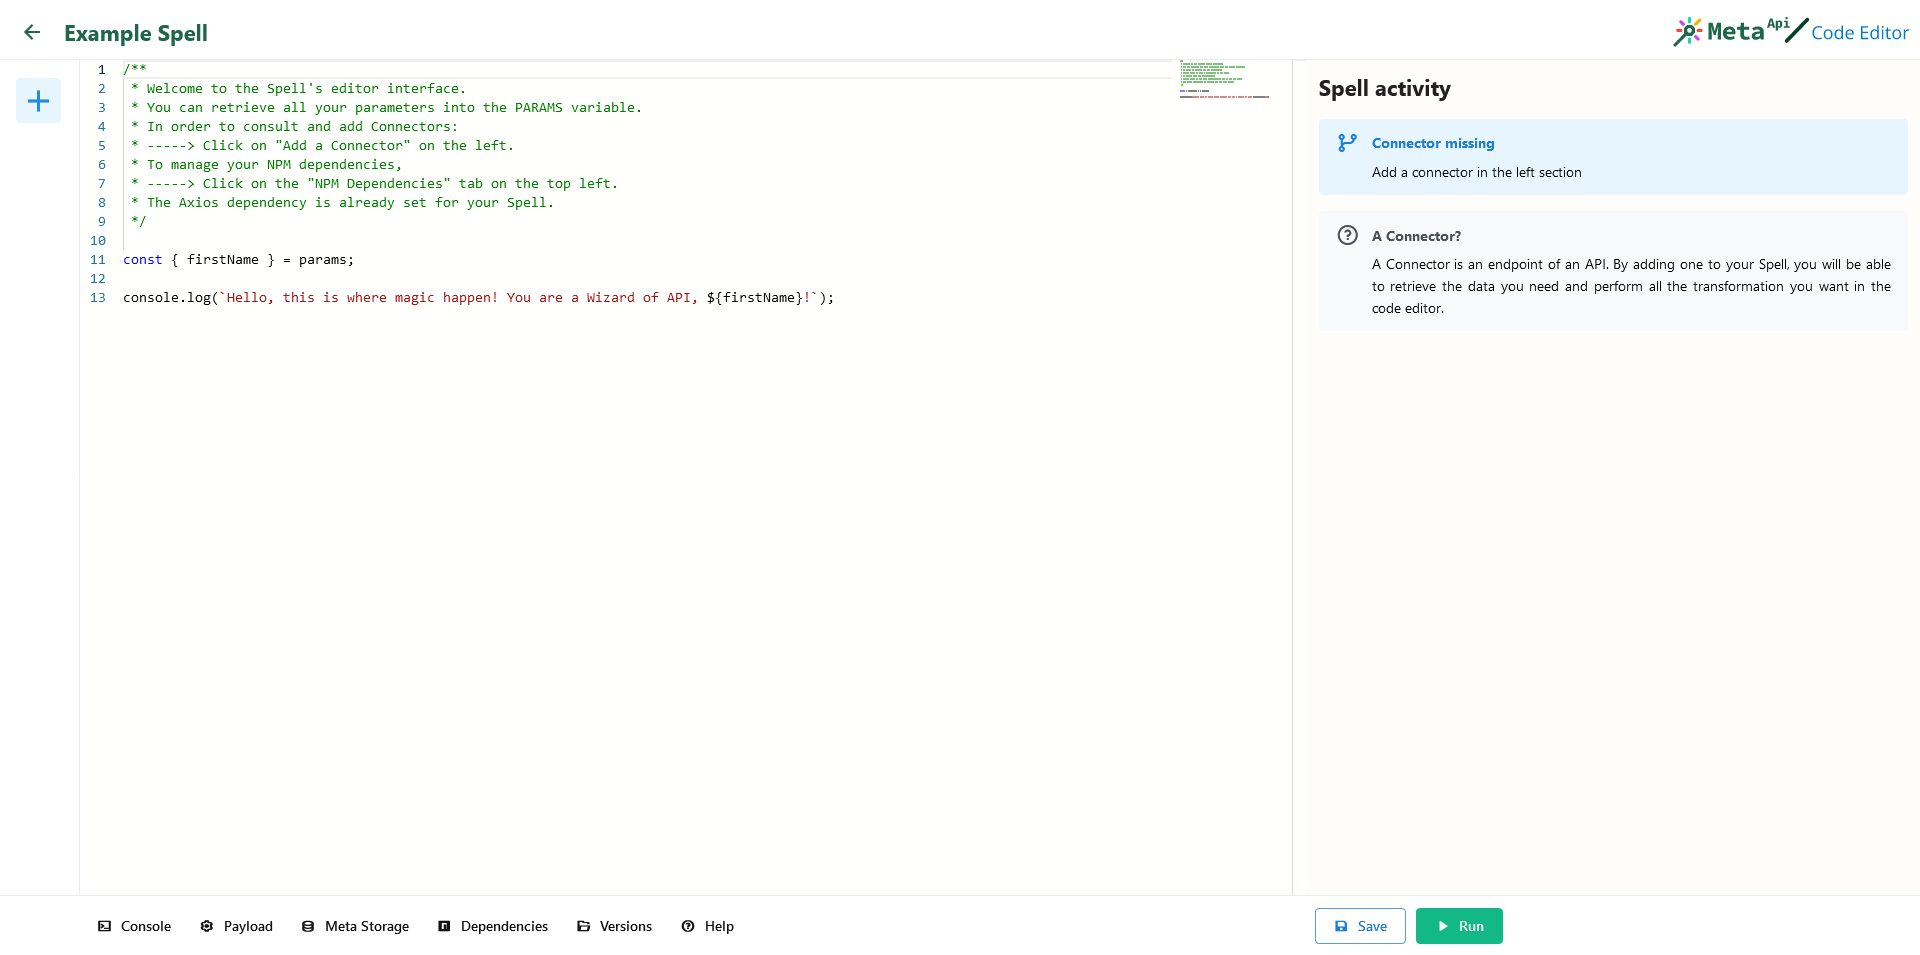 Example Spell
Meta Api Code Editor
1 /**
2  * Welcome to the Spell's editor interface.
3  * You can retrieve all your parameters into the PARAMS variable.
4  * In order to consult and add Connectors:
5  * -----> Click on "Add a Connector" on the left.
6  * To manage your NPM dependencies,
7  * -----> Click on the "NPM Dependencies" tab on the top left.
8  * The Axios dependency is already set for your Spell.
9  */
10
11 const { firstName } = params;
12
13 console.log(`Hello, this is where magic happen! You are a Wizard of API, ${firstName}!`);
Spell activity
Connector missing
Add a connector in the left section
A Connector?
A Connector is an endpoint of an API. By adding one to your Spell, you will be able
to retrieve the data you need and perform all the transformation you want in the
code editor.
Console Payload Meta Storage Dependencies Versions Help Save Run